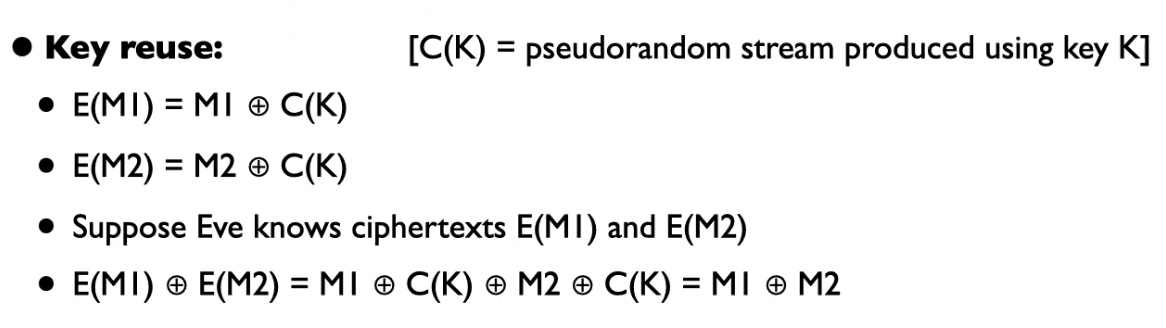 ● Key reuse: [C(K) = pseudorandom stream produced using key K]
● E(M1) = M1 ⊕ C(K)
● E(M2) = M2 ⊕ C(K)
● Suppose Eve knows ciphertexts E(M1) and E(M2)
● E(M1) ⊕ E(M2) = M1 ⊕ C(K) ⊕ M2 ⊕ C(K) = M1 ⊕ M2